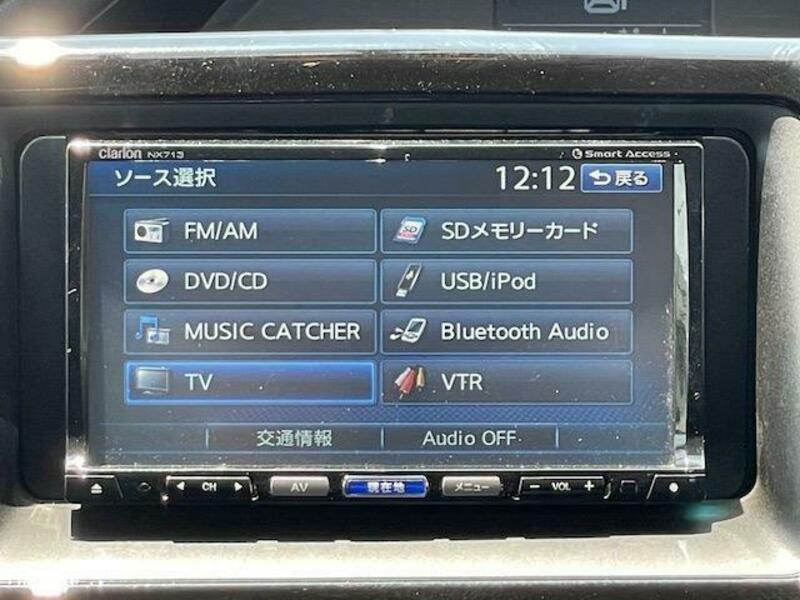 clarion NX713 Smart Access
ソース選択 12:12 戻る
FM/AM SDメモリーカード
DVD/CD USB/iPod
MUSIC CATCHER Bluetooth Audio
TV VTR
交通情報 Audio OFF
CH AV 現在地 メニュー − VOL +